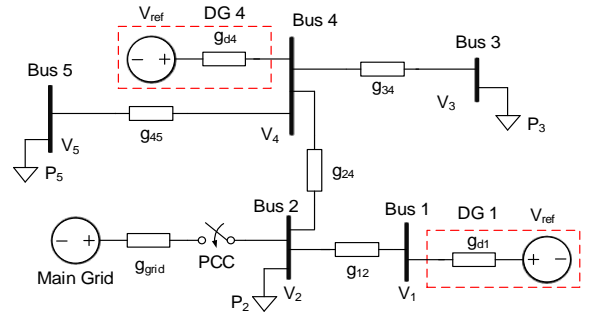 V_ref DG 4
Bus 4
g_d4
Bus 3
Bus 5
g_34
V_3
P_3
g_45
V_4
V_5
P_5
g_24
Bus 2
Bus 1
DG 1
V_ref
Main Grid
g_grid
PCC
g_12
g_d1
P_2
V_2
V_1